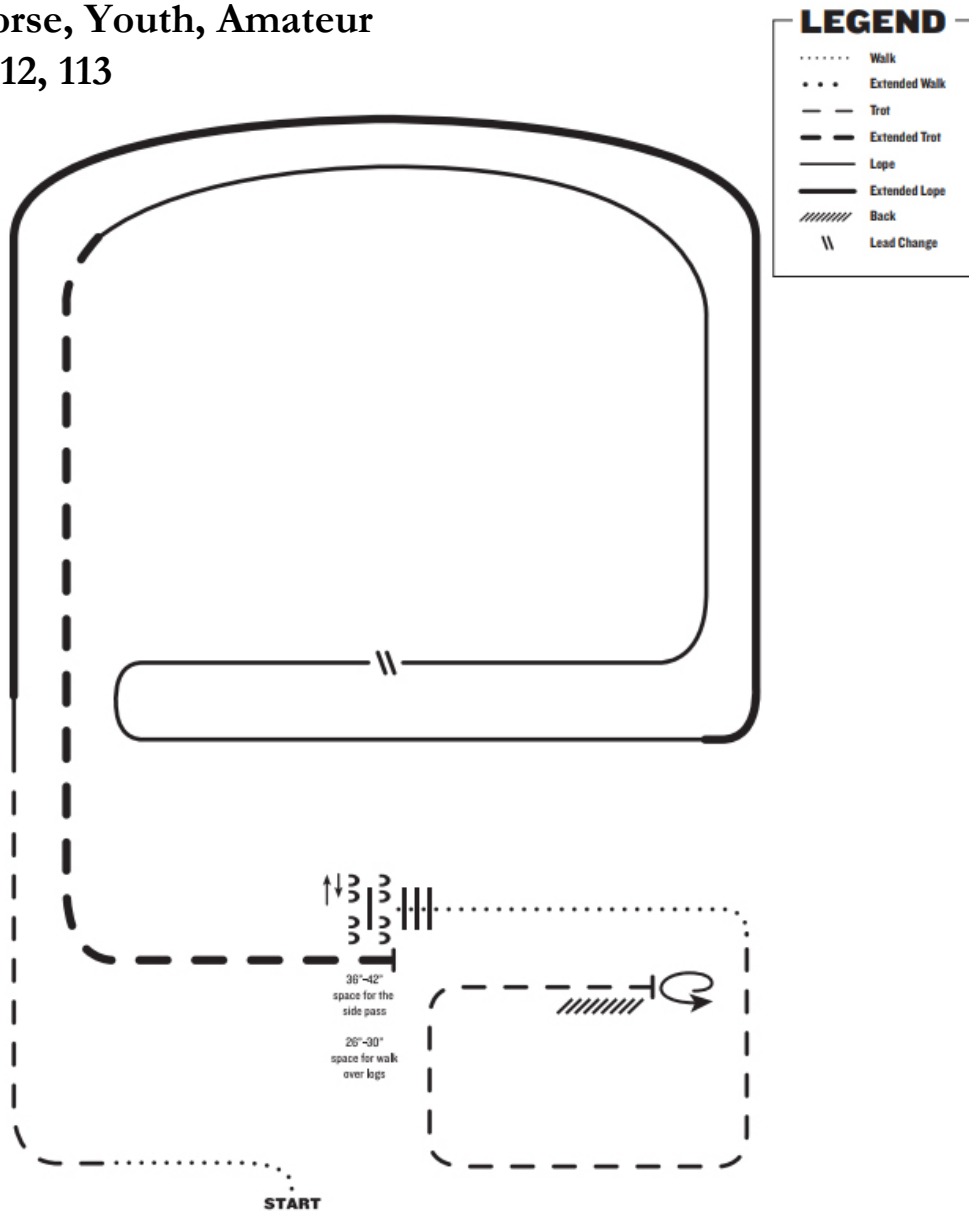 orse, Youth, Amateur
12, 113
LEGEND
Walk
Extended Walk
Trot
Extended Trot
Lope
Extended Lope
Back
Lead Change
36"-42"
space for the
side pass
26"-30"
space for walk
over logs
START